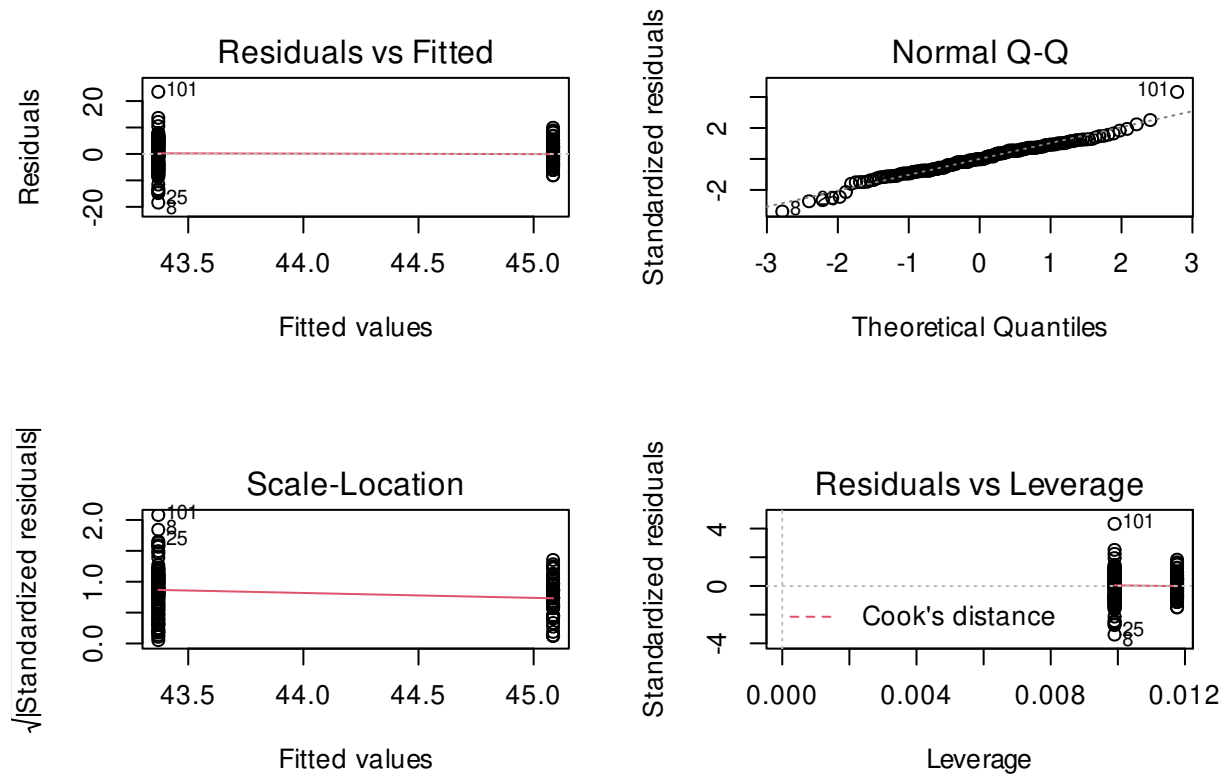 Residuals vs Fitted
Residuals
20
0
-20
101
25
8
43.5 44.0 44.5 45.0
Fitted values
Normal Q-Q
Standardized residuals
2
-2
101
8
-3 -2 -1 0 1 2 3
Theoretical Quantiles
Scale-Location
√|Standardized residuals|
2.0
1.0
0.0
101
8
25
43.5 44.0 44.5 45.0
Fitted values
Residuals vs Leverage
Standardized residuals
4
0
-4
101
25
8
Cook's distance
0.000 0.004 0.008 0.012
Leverage